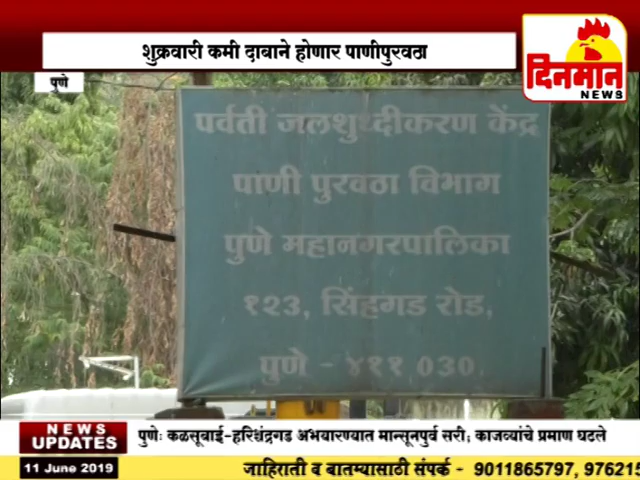 शुक्रवारी कमी दाबाने होणार पाणीपुरवठा
दिनमान
NEWS
पुणे
पर्वती जलशुध्दीकरण केंद्र
पाणी पुरवठा विभाग
पुणे महानगरपालिका
१२३, सिंहगड रोड,
पुणे - ४११ ०३०.
NEWS
UPDATES
पुणेः कळसूबाई-हरिश्चंद्रगड अभयारण्यात मान्सूनपुर्व सरी; काजव्यांचे प्रमाण घटले
11 June 2019
जाहिराती व बातम्यासाठी संपर्क - 9011865797, 976215